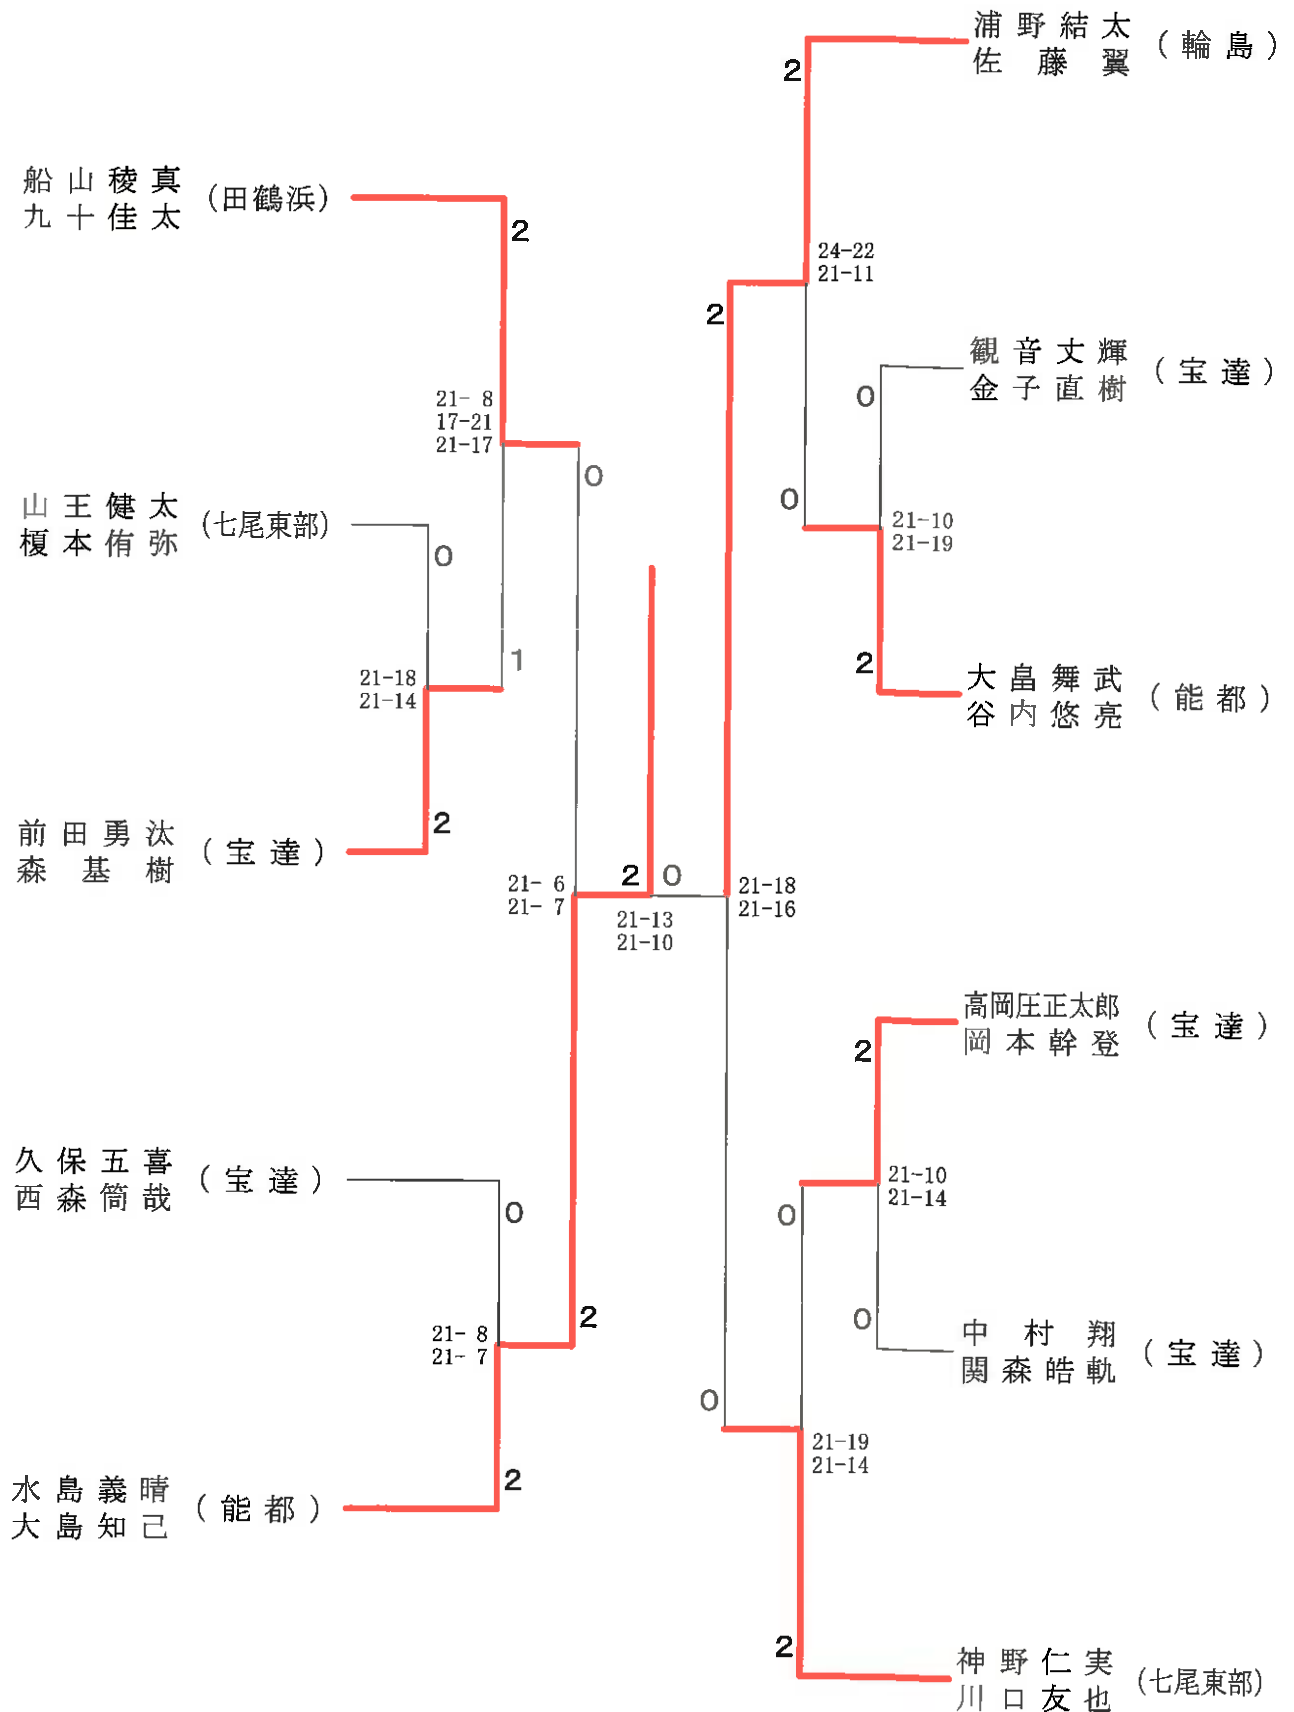 船山稜真
九十佳太
(田鶴浜)
2
21- 8
17-21
21-17
0
山王健太
榎本侑弥
(七尾東部)
0
1
21-18
21-14
前田勇汰
森基樹
(宝達)
2
21- 6
21- 7
2
0
21-13
21-10
久保五喜
西森筒哉
(宝達)
0
21- 8
21- 7
2
水島義晴
大島知己
(能都)
2
浦野結太
佐藤翼
(輪島)
2
24-22
21-11
2
観音丈輝
金子直樹
(宝達)
0
0
21-10
21-19
2
大畠舞武
谷内悠亮
(能都)
21-18
21-16
高岡圧正太郎
岡本幹登
(宝達)
2
21-10
21-14
0
0
中村翔
関森皓軌
(宝達)
0
21-19
21-14
2
神野仁実
川口友也
(七尾東部)